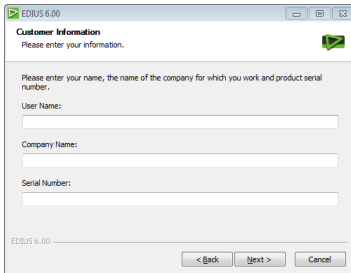 EDIUS 6.00
Customer Information
Please enter your information.
Please enter your name, the name of the company for which you work and product serial
number.
User Name:
Company Name:
Serial Number:
EDIUS 6.00
< Back
Next >
Cancel